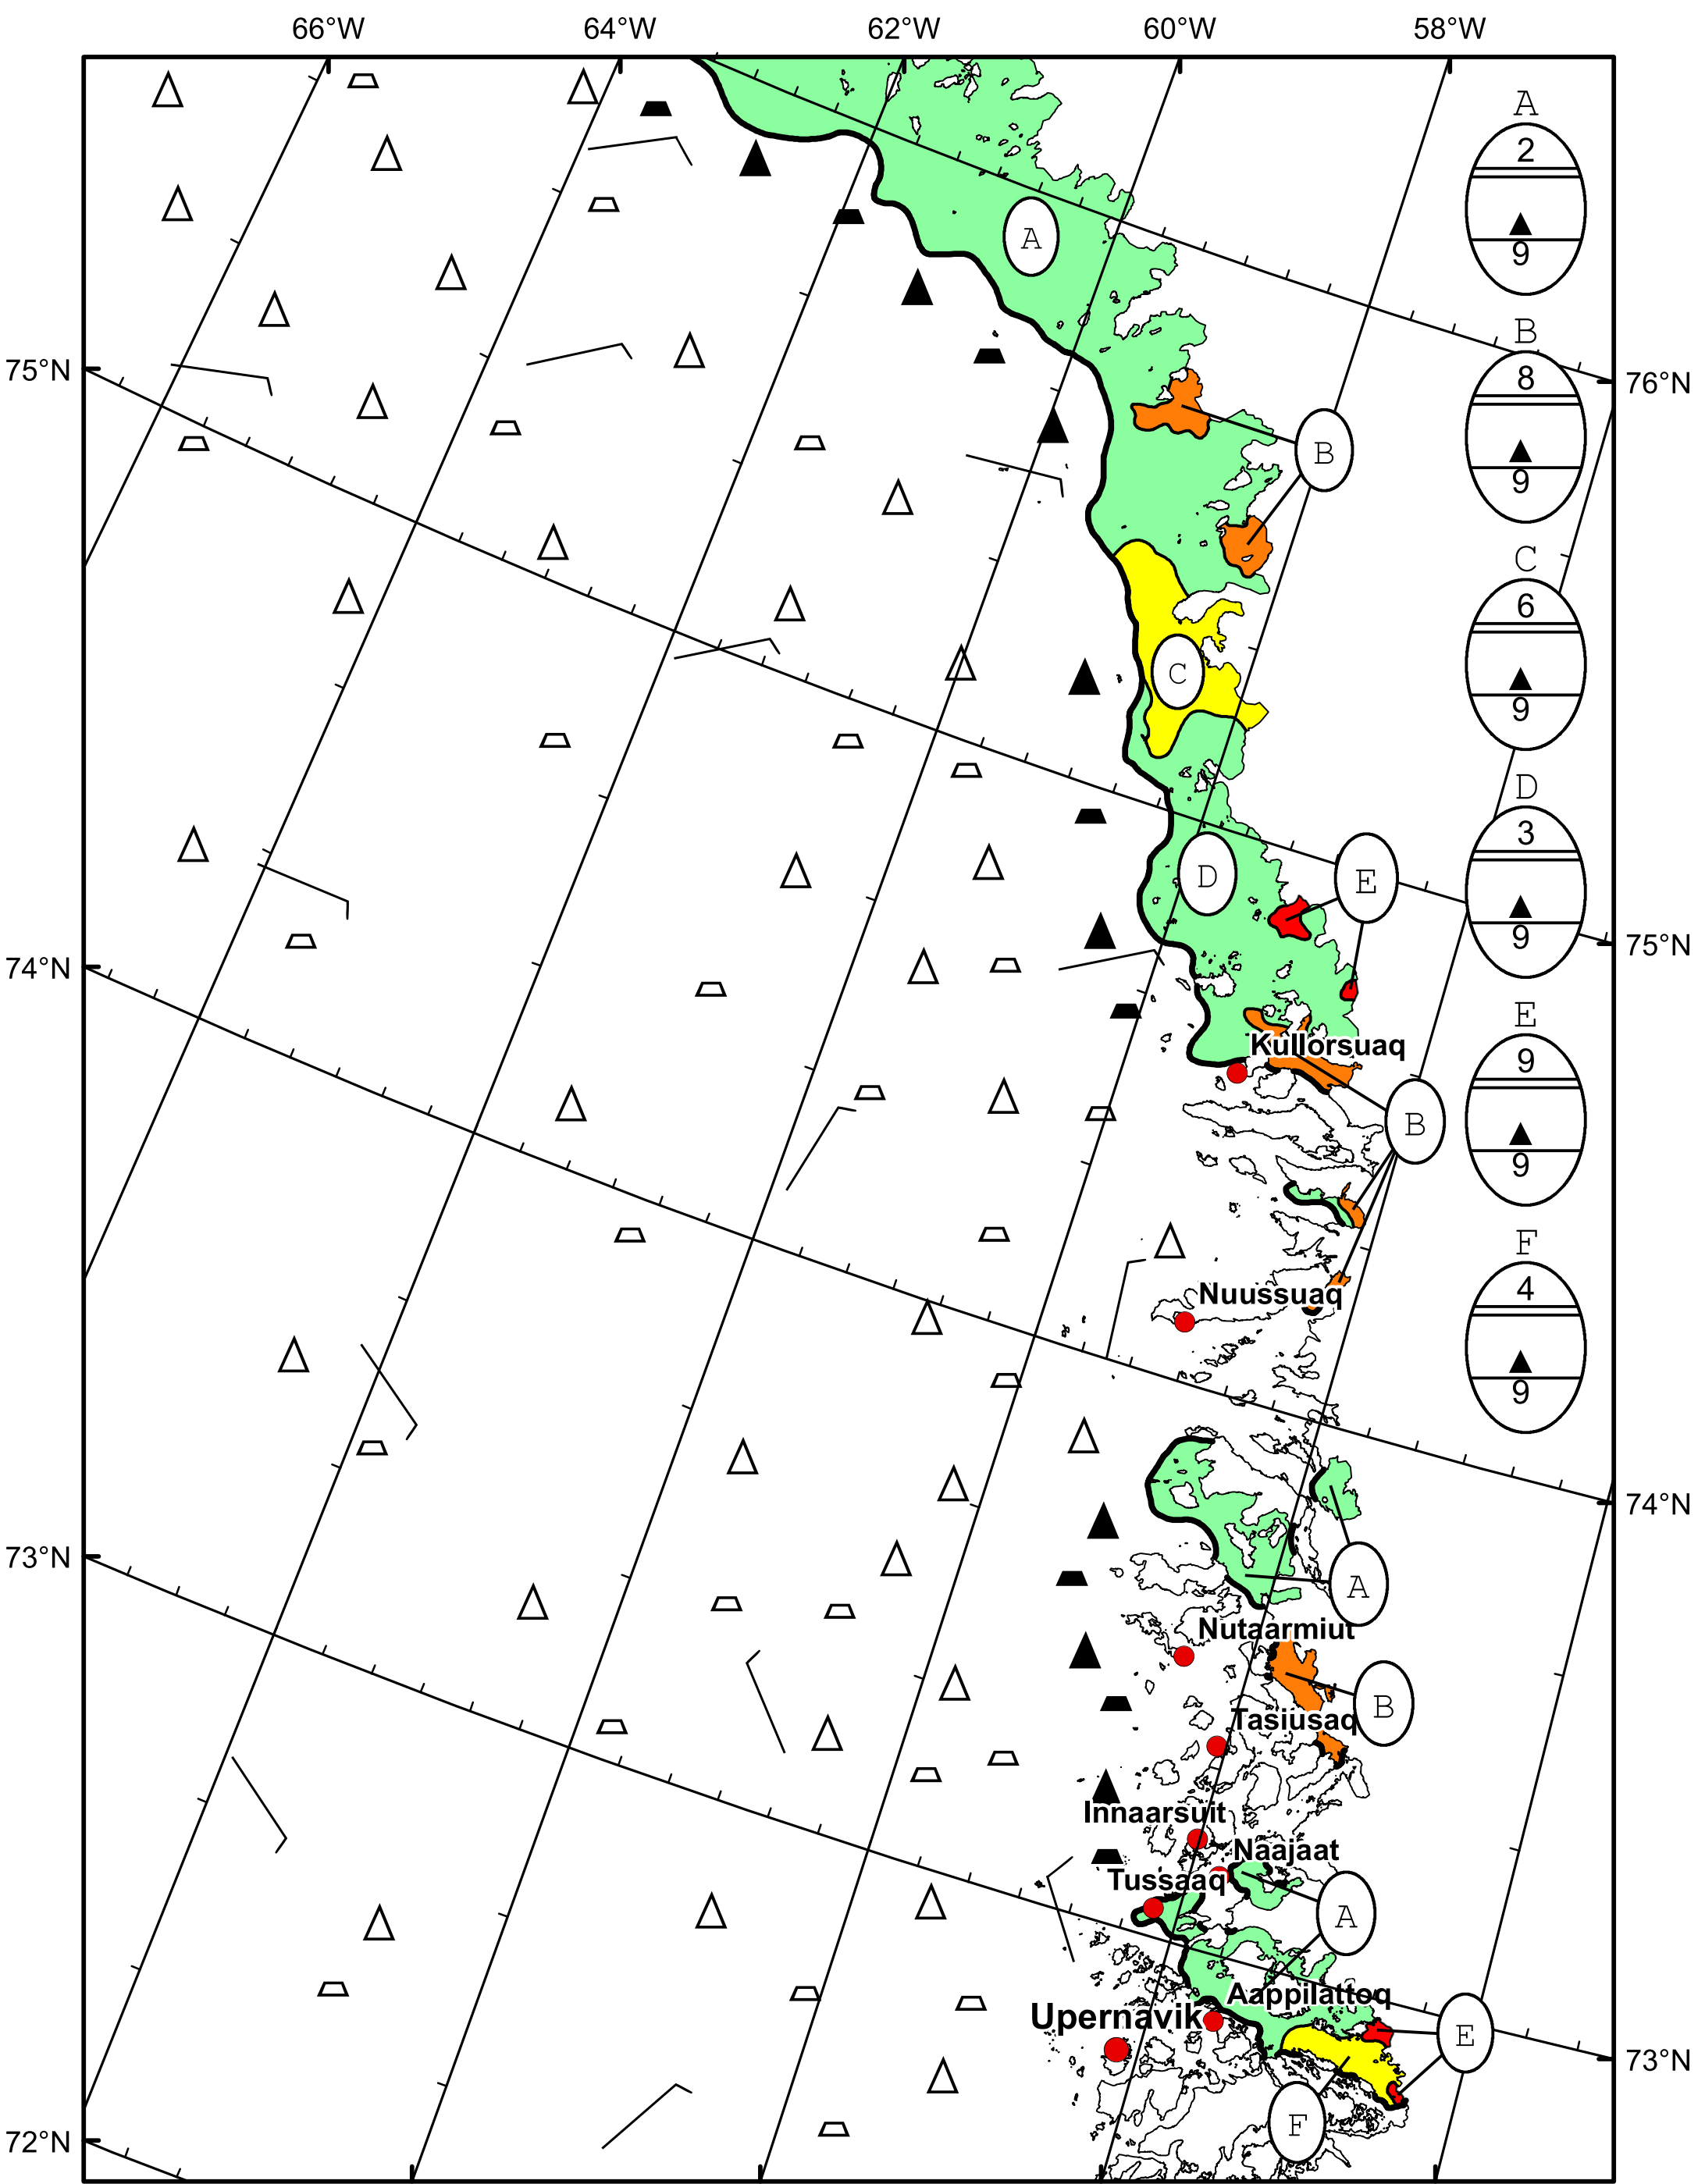 66°W 64°W 62°W 60°W 58°W
A
2
9
A
B
8
9
75°N
76°N
B
C
6
9
C
D
3
9
D
E
75°N
74°N
E
9
9
Kullorsuaq
B
F
4
9
Nuussuaq
74°N
73°N
A
Nutaarmiut
B
Tasiusaq
Innaarsuit
Naajaat
Tussaaq
A
Aappilattoq
Upernavik
E
73°N
F
72°N